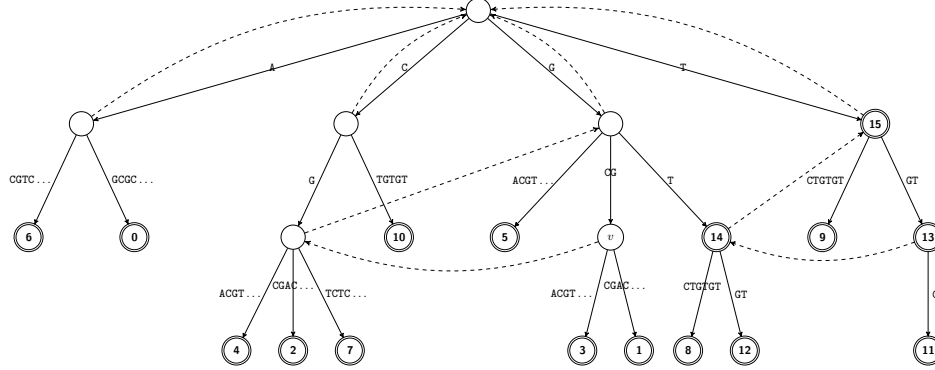 A C G T
15
CGTC... GCGC... G TGTGT ACGT... CG T CTGTGT GT
6 0 10 5 v 14 9 13
ACGT... CGAC... TCTC... ACGT... CGAC... CTGTGT GT
4 2 7 3 1 8 12 11